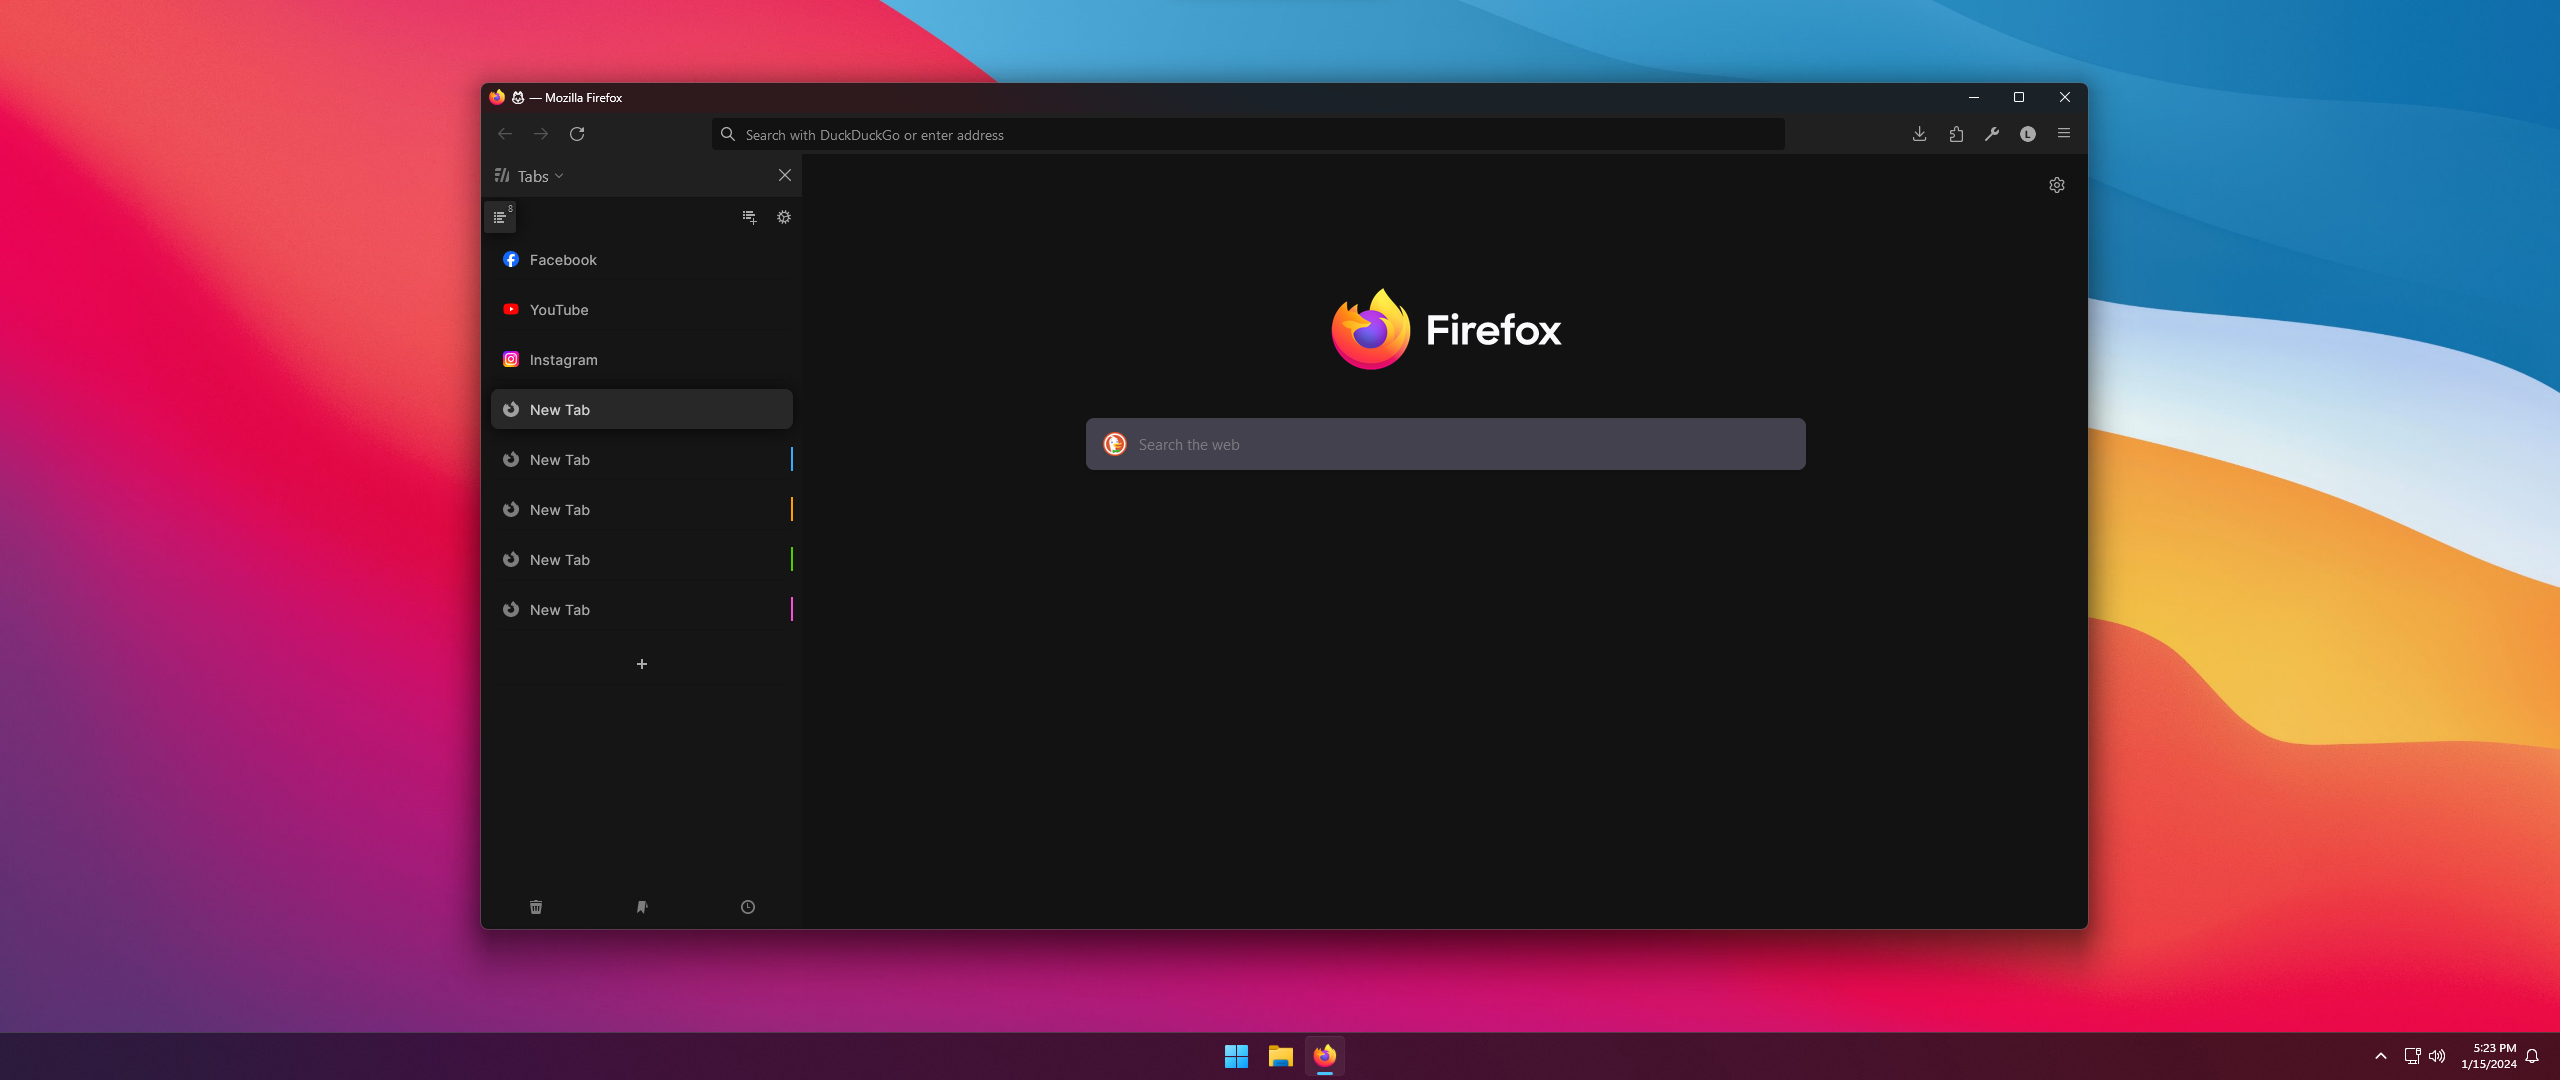 — Mozilla Firefox
Search with DuckDuckGo or enter address
L
Tabs
8
Facebook
YouTube
Instagram
New Tab
New Tab
New Tab
New Tab
New Tab
Firefox
Search the web
5:23 PM
1/15/2024